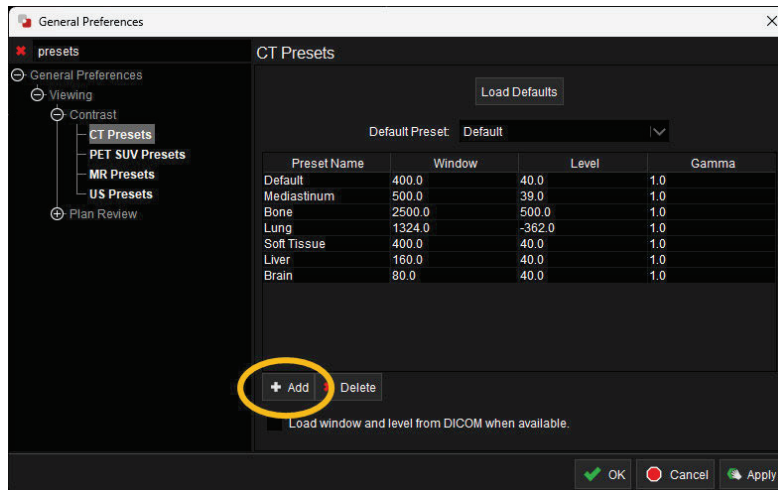 General Preferences
presets
General Preferences
Viewing
Contrast
CT Presets
PET SUV Presets
MR Presets
US Presets
Plan Review
CT Presets
Load Defaults
Default Preset: Default
Preset Name Window Level Gamma
Default 400.0 40.0 1.0
Mediastinum 500.0 39.0 1.0
Bone 2500.0 500.0 1.0
Lung 1324.0 -362.0 1.0
Soft Tissue 400.0 40.0 1.0
Liver 160.0 40.0 1.0
Brain 80.0 40.0 1.0
Add Delete
Load window and level from DICOM when available.
OK Cancel Apply